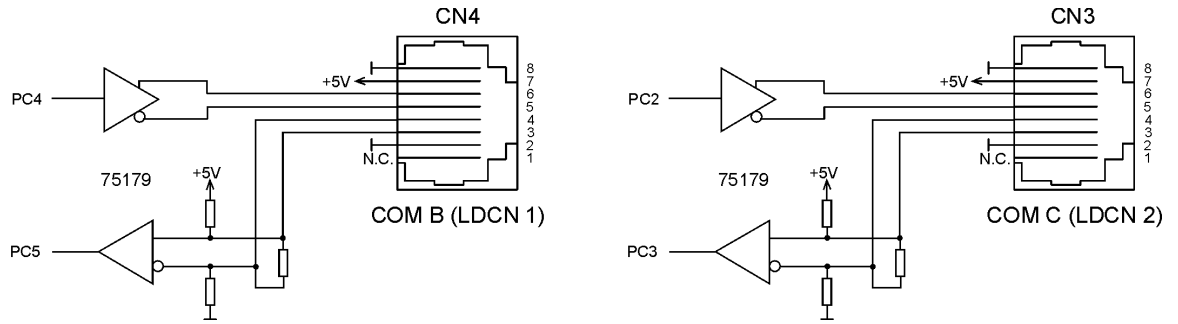 CN4
8
+5V
7
PC4
6
5
4
3
2
N.C.
1
75179
+5V
COM B (LDCN 1)
PC5
CN3
8
+5V
7
PC2
6
5
4
3
2
N.C.
1
75179
+5V
COM C (LDCN 2)
PC3